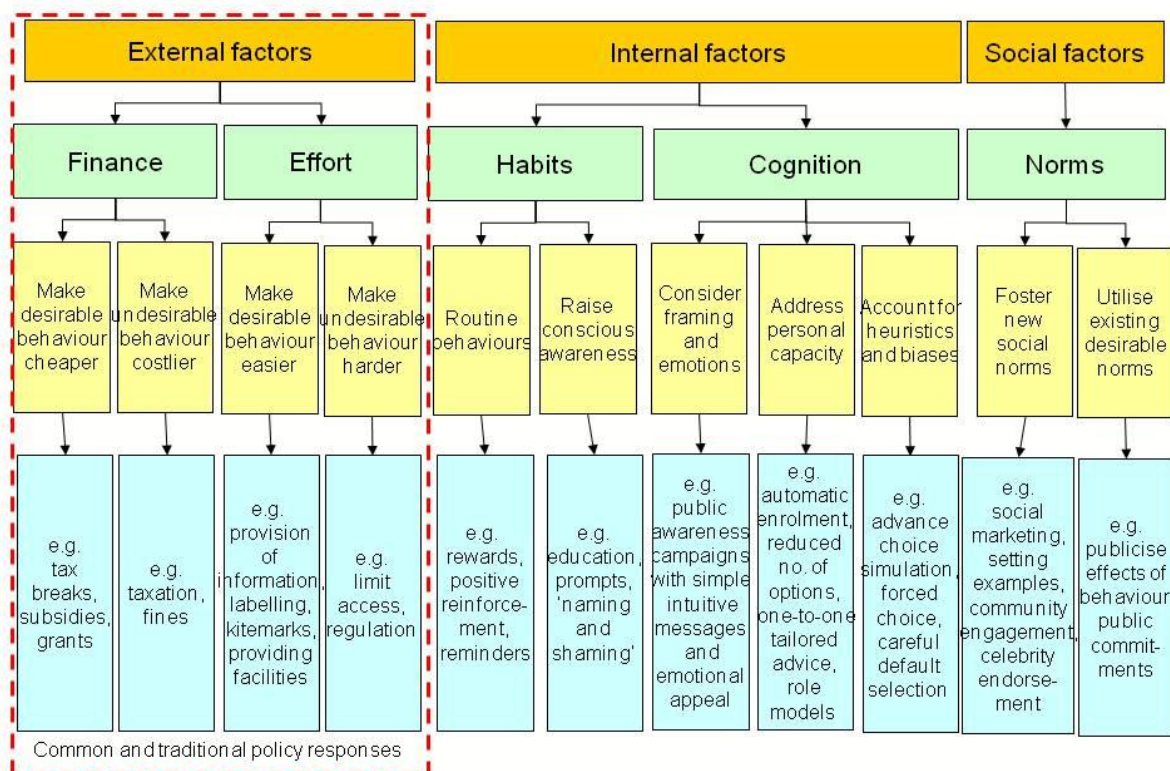 External factors
Internal factors
Social factors
Finance
Effort
Habits
Cognition
Norms
Make
desirable
behaviour
cheaper
Make
undesirable
behaviour
costlier
Make
desirable
behaviour
easier
Make
undesirable
behaviour
harder
Routine
behaviours
Raise
conscious
awareness
Consider
framing
and
emotions
Address
personal
capacity
Account for
heuristics
and biases
Foster
new
social
norms
Utilise
existing
desirable
norms
e.g.
tax
breaks,
subsidies,
grants
e.g.
taxation,
fines
e.g.
provision
of
information,
labelling,
kitemarks,
providing
facilities
e.g.
limit
access,
regulation
e.g.
rewards,
positive
reinforce-
ment,
reminders
e.g.
education,
prompts,
'naming
and
shaming'
e.g.
public
awareness
campaigns
with simple
intuitive
messages
and
emotional
appeal
e.g.
automatic
enrolment,
reduced
no. of
options,
one-to-one
tailored
advice,
role
models
e.g.
advance
choice
simulation,
forced
choice,
careful
default
selection
e.g.
social
marketing,
setting
examples,
community
engagement,
celebrity
endorse-
ment
e.g.
publicise
effects of
behaviour
public
commit-
ments
Common and traditional policy responses